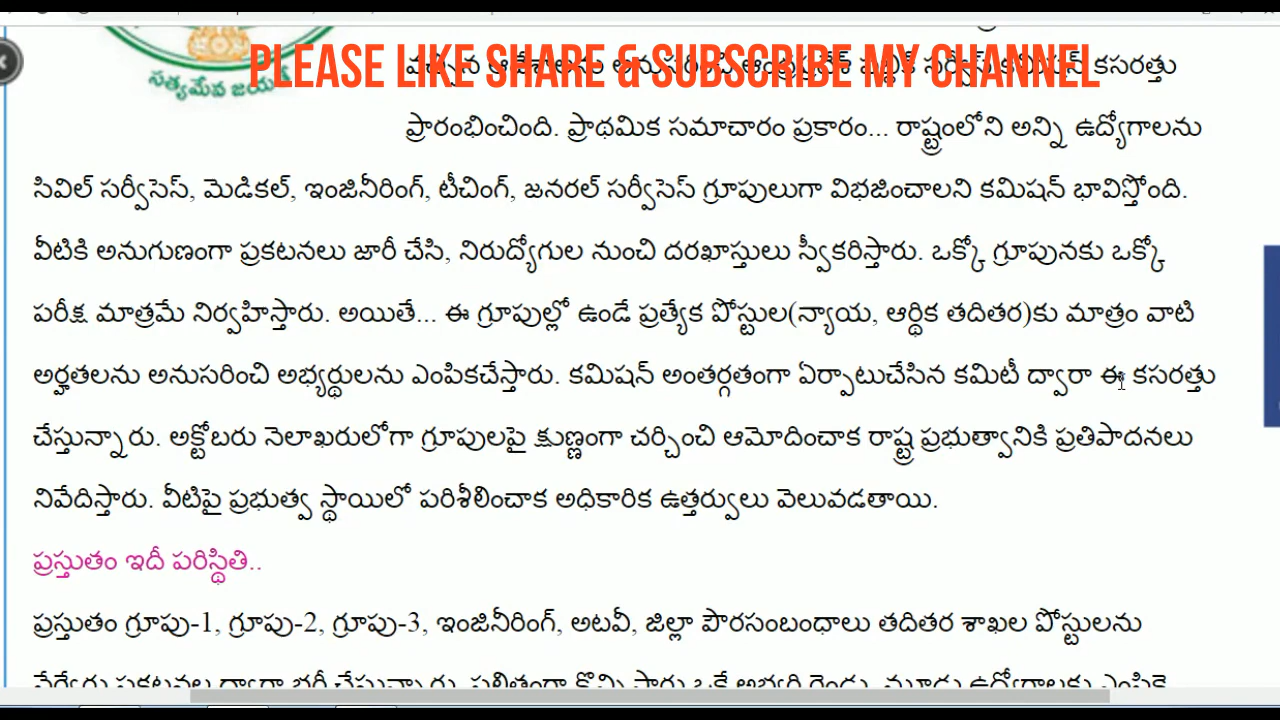 PLEASE LIKE SHARE & SUBSCRIBE MY CHANNEL
సత్యమేవ జయతే
కసరత్తు
ప్రారంభించింది. ప్రాథమిక సమాచారం ప్రకారం... రాష్ట్రంలోని అన్ని ఉద్యోగాలను
సివిల్ సర్వీసెస్, మెడికల్, ఇంజినీరింగ్, టీచింగ్, జనరల్ సర్వీసెస్ గ్రూపులుగా విభజించాలని కమిషన్ భావిస్తోంది.
వీటికి అనుగుణంగా ప్రకటనలు జారీ చేసి, నిరుద్యోగుల నుంచి దరఖాస్తులు స్వీకరిస్తారు. ఒక్కో గ్రూపునకు ఒక్కో
పరీక్ష మాత్రమే నిర్వహిస్తారు. అయితే... ఈ గ్రూపుల్లో ఉండే ప్రత్యేక పోస్టుల(న్యాయ, ఆర్థిక తదితర)కు మాత్రం వాటి
అర్హతలను అనుసరించి అభ్యర్థులను ఎంపికచేస్తారు. కమిషన్ అంతర్గతంగా ఏర్పాటుచేసిన కమిటీ ద్వారా ఈ కసరత్తు
చేస్తున్నారు. అక్టోబరు నెలాఖరులోగా గ్రూపులపై క్షుణ్ణంగా చర్చించి ఆమోదించాక రాష్ట్ర ప్రభుత్వానికి ప్రతిపాదనలు
నివేదిస్తారు. వీటిపై ప్రభుత్వ స్థాయిలో పరిశీలించాక అధికారిక ఉత్తర్వులు వెలువడతాయి.
ప్రస్తుతం ఇదీ పరిస్థితి..
ప్రస్తుతం గ్రూపు-1, గ్రూపు-2, గ్రూపు-3, ఇంజినీరింగ్, అటవీ, జిల్లా పౌరసంబంధాలు తదితర శాఖల పోస్టులను